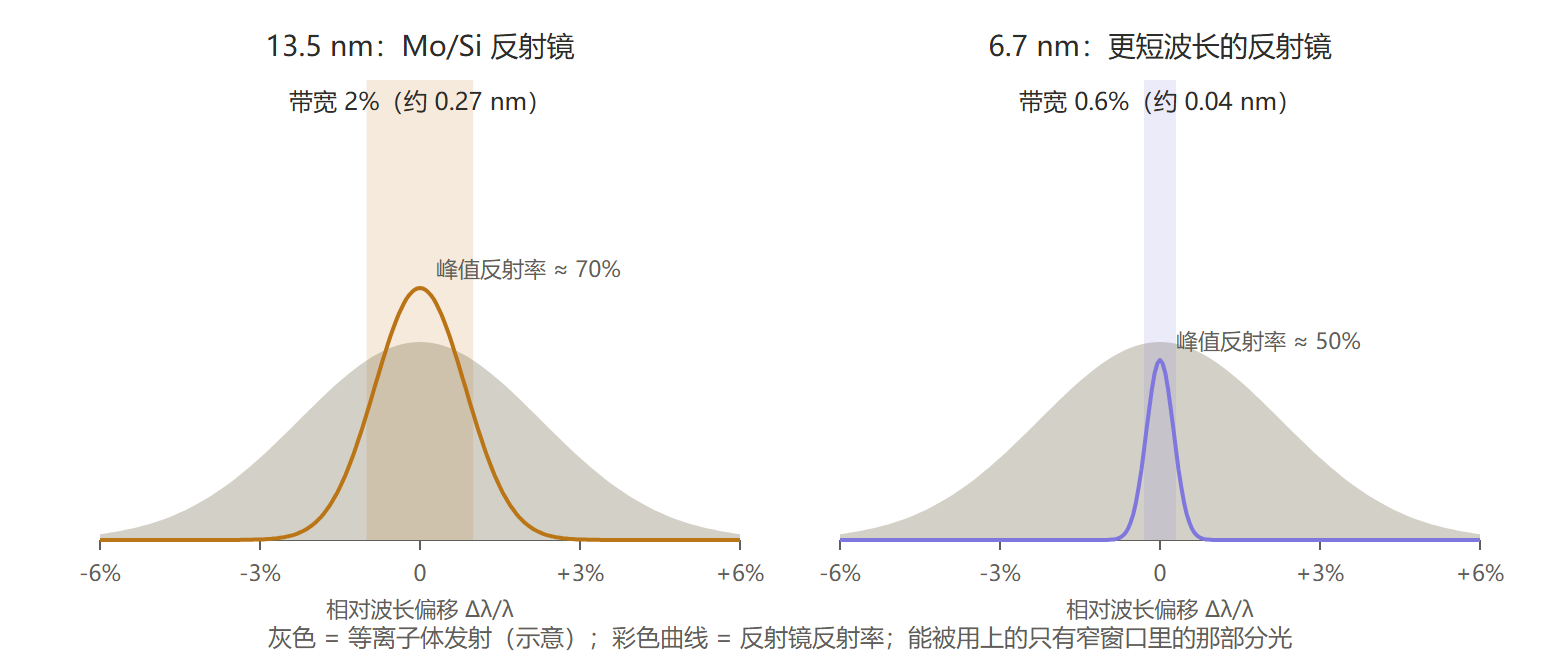 13.5 nm：Mo/Si 反射镜
带宽 2%（约 0.27 nm）
峰值反射率 ≈ 70%
-6%
-3%
0
+3%
+6%
相对波长偏移 Δλ/λ
6.7 nm：更短波长的反射镜
带宽 0.6%（约 0.04 nm）
峰值反射率 ≈ 50%
-6%
-3%
0
+3%
+6%
相对波长偏移 Δλ/λ
灰色 = 等离子体发射（示意）；彩色曲线 = 反射镜反射率；能被用上的只有窄窗口里的那部分光